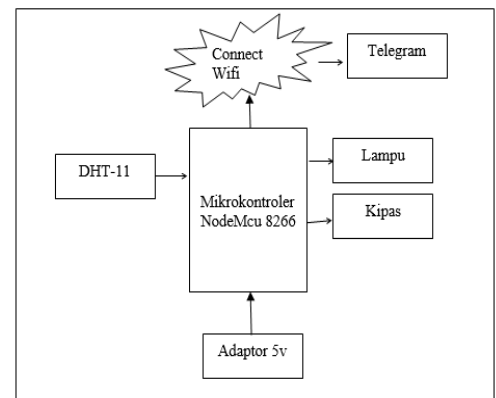 Connect
Wifi
Telegram
Lampu
DHT-11
Mikrokontroler
NodeMcu 8266
Kipas
Adaptor 5v